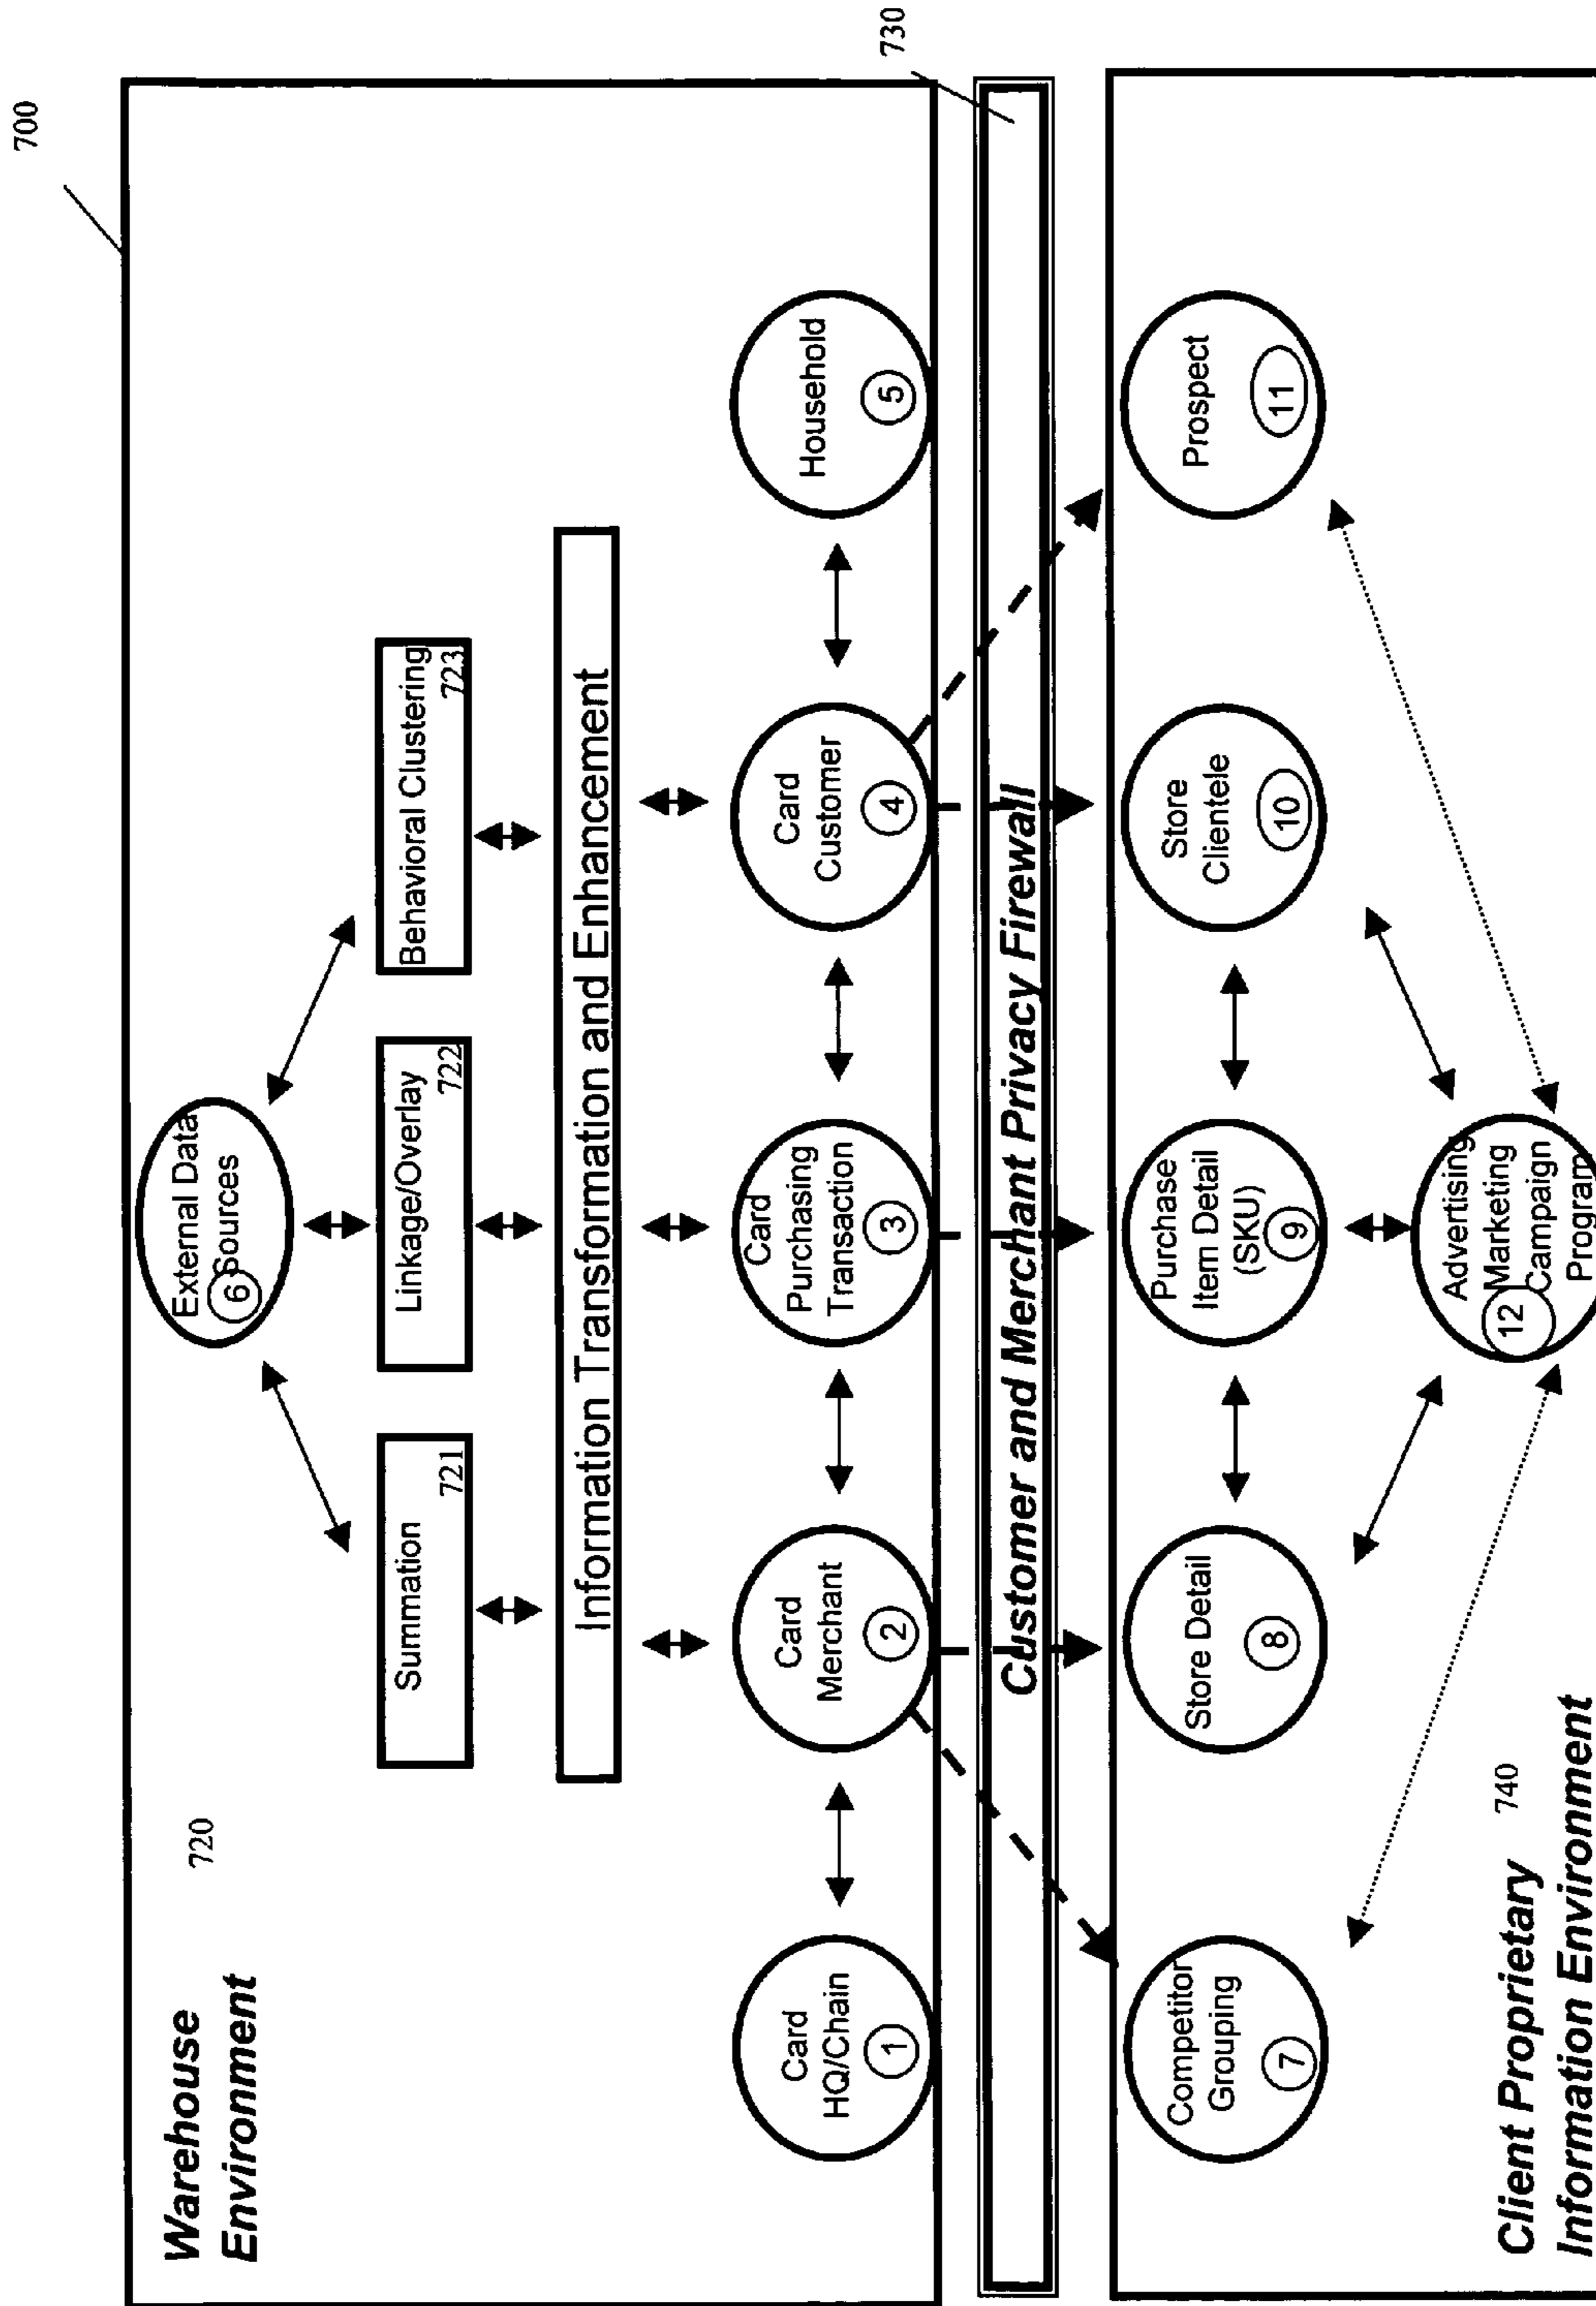 700
Warehouse
Environment
720
External Data
Sources
6
Summation
721
Linkage/Overlay
722
Behavioral Clustering
723
Information Transformation and Enhancement
Card
HQ/Chain
1
Card
Merchant
2
Card
Purchasing
Transaction
3
Card
Customer
4
Household
5
730
Customer and Merchant Privacy Firewall
Competitor
Grouping
7
Store Detail
8
Purchase
Item Detail
(SKU)
9
Store
Clientele
10
Prospect
11
Advertising
Marketing
Campaign
Program
12
Client Proprietary
Information Environment
740